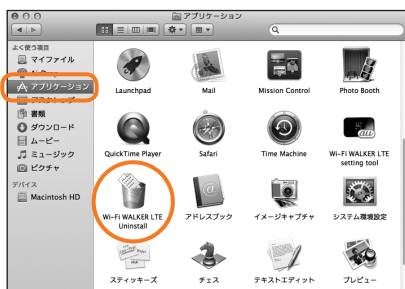 アプリケーション
よく使う項目
マイファイル
アプリケーション
書類
ダウンロード
ムービー
ミュージック
ピクチャ
デバイス
Macintosh HD
Launchpad
Mail
Mission Control
Photo Booth
QuickTime Player
Safari
Time Machine
Wi-Fi WALKER LTE
setting tool
Wi-Fi WALKER LTE
Uninstall
アドレスブック
イメージキャプチャ
システム環境設定
スティッキーズ
チェス
テキストエディット
プレビュー